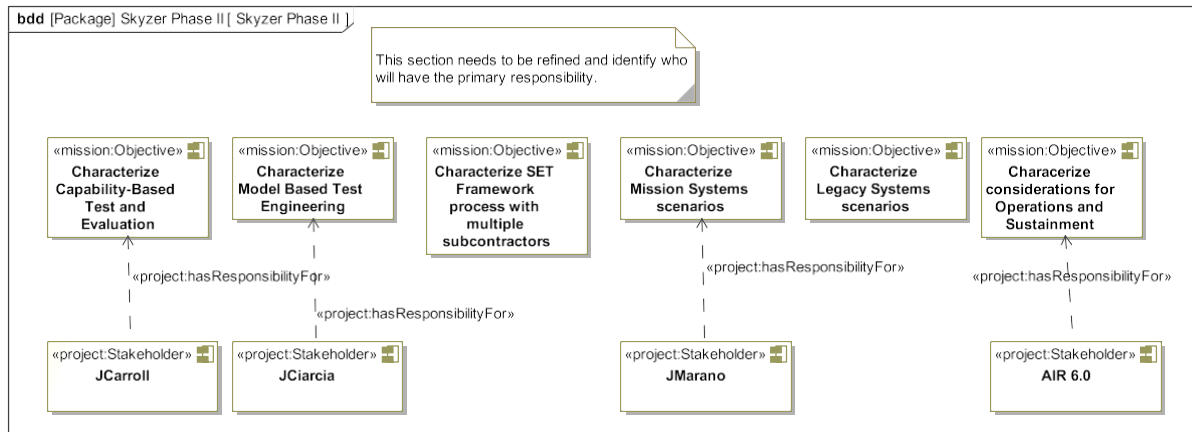 bdd [Package] Skyzer Phase II [ Skyzer Phase II ]
This section needs to be refined and identify who
will have the primary responsibility.
«mission:Objective»
Characterize
Capability-Based
Test and
Evaluation
«mission:Objective»
Characterize
Model Based Test
Engineering
«mission:Objective»
Characterize SET
Framework
process with
multiple
subcontractors
«mission:Objective»
Characterize
Mission Systems
scenarios
«mission:Objective»
Characterize
Legacy Systems
scenarios
«mission:Objective»
Characerize
considerations for
Operations and
Sustainment
«project:hasResponsibilityFor»
«project:hasResponsibilityFor»
«project:hasResponsibilityFor»
«project:hasResponsibilityFor»
«project:Stakeholder»
JCarroll
«project:Stakeholder»
JCiarcia
«project:Stakeholder»
JMarano
«project:Stakeholder»
AIR 6.0